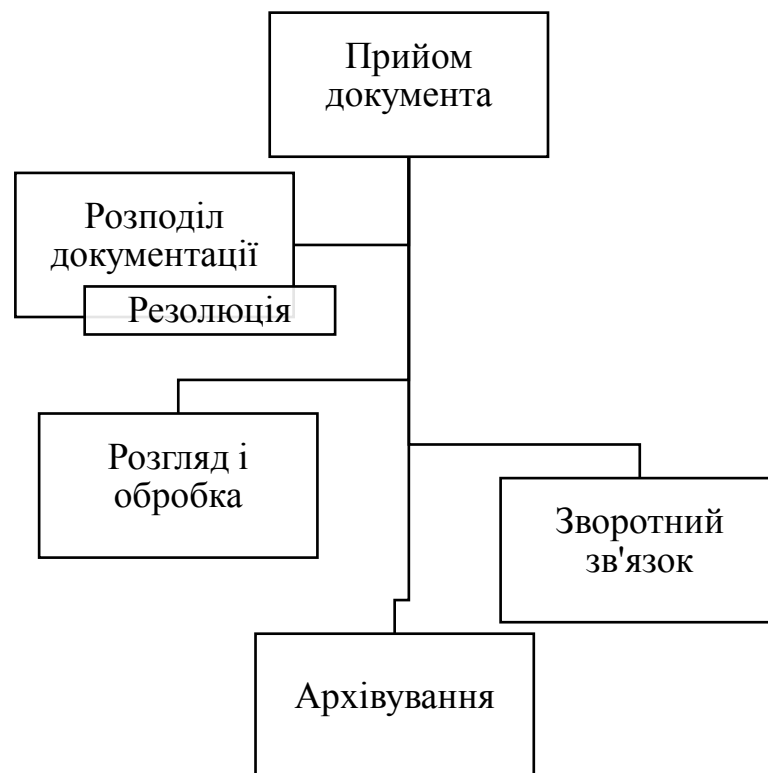 Прийом
документа
Розподіл
документації
Резолюція
Розгляд і
обробка
Зворотний
зв'язок
Архівування